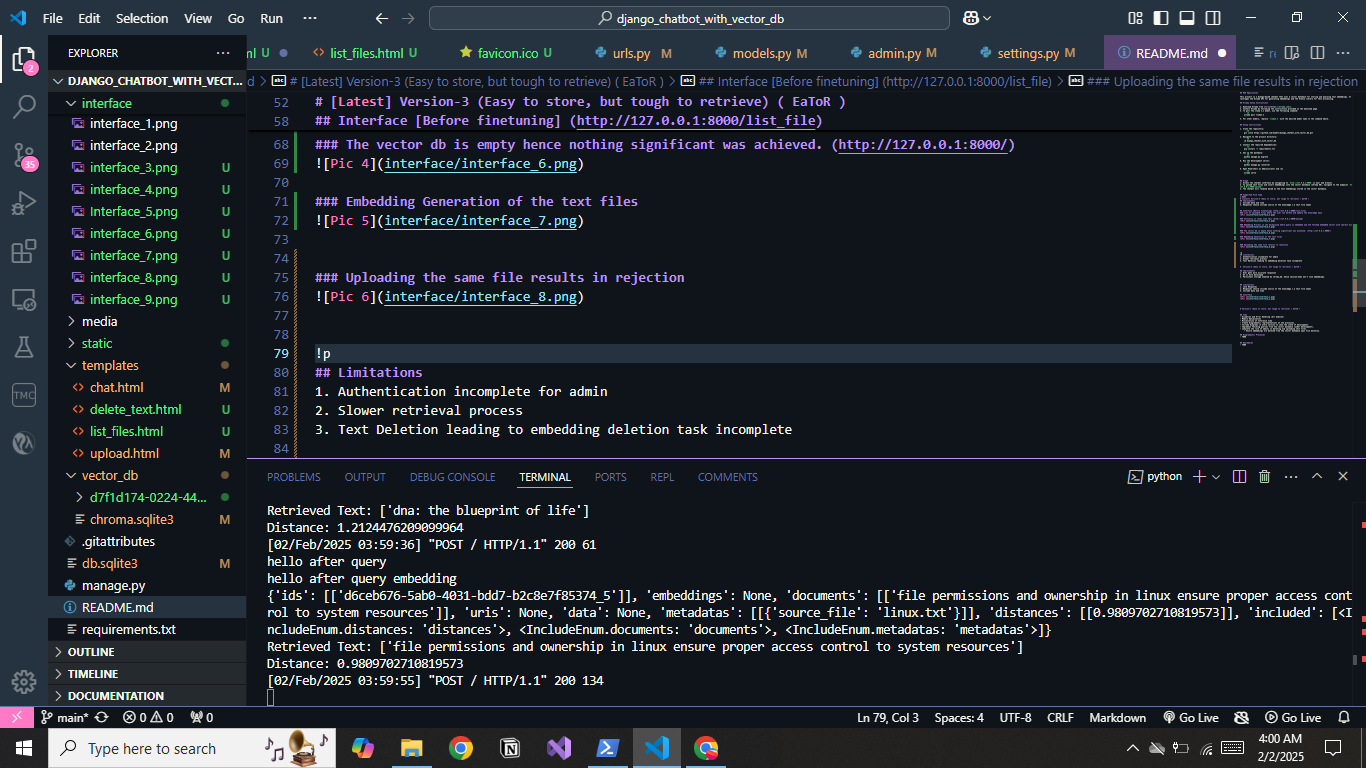 File Edit Selection View Go Run ··· django_chatbot_with_vector_db
EXPLORER ···
DJANGO_CHATBOT_WITH_VECT...
interface
interface_1.png
interface_2.png
interface_3.png U
interface_4.png U
Interface_5.png U
interface_6.png U
interface_7.png U
interface_8.png U
interface_9.png U
media
static
templates
chat.html M
delete_text.html U
list_files.html U
upload.html M
vector_db
d7f1d174-0224-44...
chroma.sqlite3 M
.gitattributes
db.sqlite3 M
manage.py
README.md
requirements.txt
OUTLINE
TIMELINE
DOCUMENTATION
2
35
TMC
ml U list_files.html U favicon.ico U urls.py M models.py M admin.py M settings.py M README.md
d > # [Latest] Version-3 (Easy to store, but tough to retrieve) ( EaToR ) > ## Interface [Before finetuning] (http://127.0.0.1:8000/list_file) > ### Uploading the same file results in rejection
52 # [Latest] Version-3 (Easy to store, but tough to retrieve) ( EaToR )
58 ## Interface [Before finetuning] (http://127.0.0.1:8000/list_file)
68 ### The vector db is empty hence nothing significant was achieved. (http://127.0.0.1:8000/)
69 ![Pic 4](interface/interface_6.png)
70
71 ### Embedding Generation of the text files
72 ![Pic 5](interface/interface_7.png)
73
74
75 ### Uploading the same file results in rejection
76 ![Pic 6](interface/interface_8.png)
77
78
79 !p
80 ## Limitations
81 1. Authentication incomplete for admin
82 2. Slower retrieval process
83 3. Text Deletion leading to embedding deletion task incomplete
84
PROBLEMS OUTPUT DEBUG CONSOLE TERMINAL PORTS REPL COMMENTS python
Retrieved Text: ['dna: the blueprint of life']
Distance: 1.2124476209099964
[02/Feb/2025 03:59:36] "POST / HTTP/1.1" 200 61
hello after query
hello after query embedding
{'ids': [['d6ceb676-5ab0-4031-bdd7-b2c8e7f85374_5']], 'embeddings': None, 'documents': [['file permissions and ownership in linux ensure proper access cont
rol to system resources']], 'uris': None, 'data': None, 'metadatas': [[{'source_file': 'linux.txt'}]], 'distances': [[0.9809702710819573]], 'included': [<I
ncludeEnum.distances: 'distances'>, <IncludeEnum.documents: 'documents'>, <IncludeEnum.metadatas: 'metadatas'>]}
Retrieved Text: ['file permissions and ownership in linux ensure proper access control to system resources']
Distance: 0.9809702710819573
[02/Feb/2025 03:59:55] "POST / HTTP/1.1" 200 134
main* 0 0 0 Ln 79, Col 3 Spaces: 4 UTF-8 CRLF Markdown Go Live Go Live
Type here to search
4:00 AM
2/2/2025